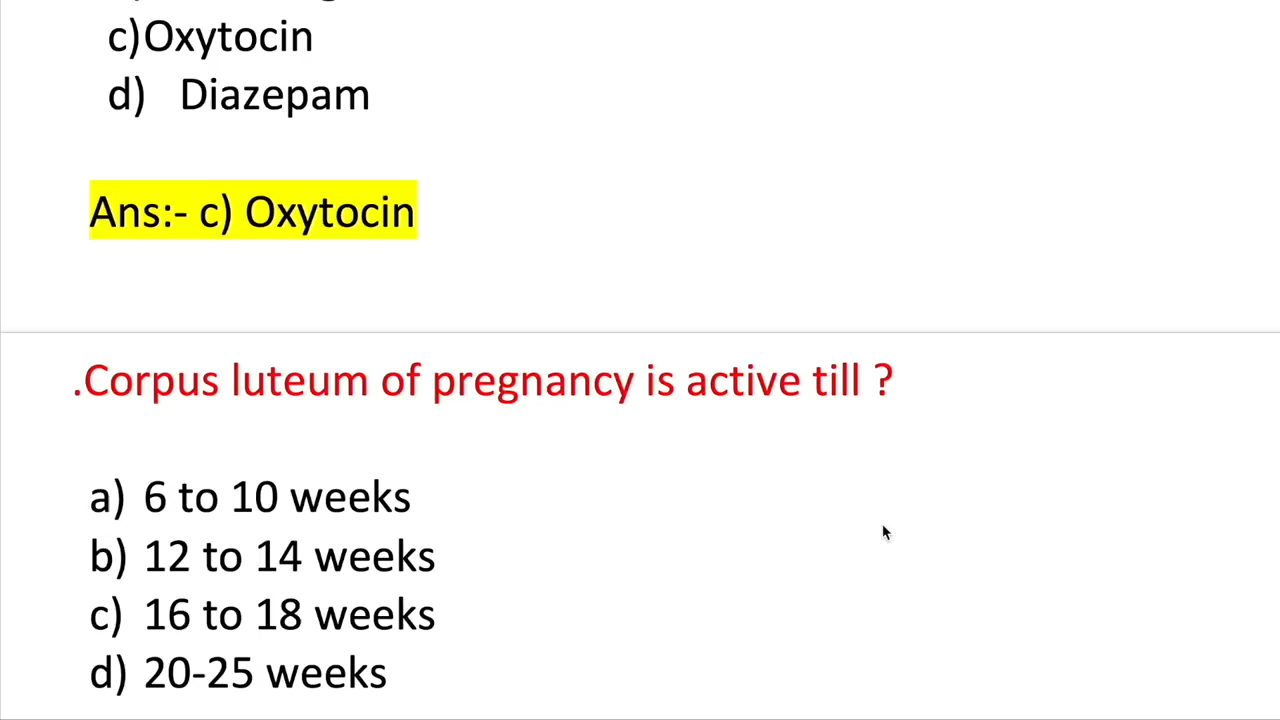 c)Oxytocin
d) Diazepam
Ans:- c) Oxytocin
.Corpus luteum of pregnancy is active till ?
a) 6 to 10 weeks
b) 12 to 14 weeks
c) 16 to 18 weeks
d) 20-25 weeks